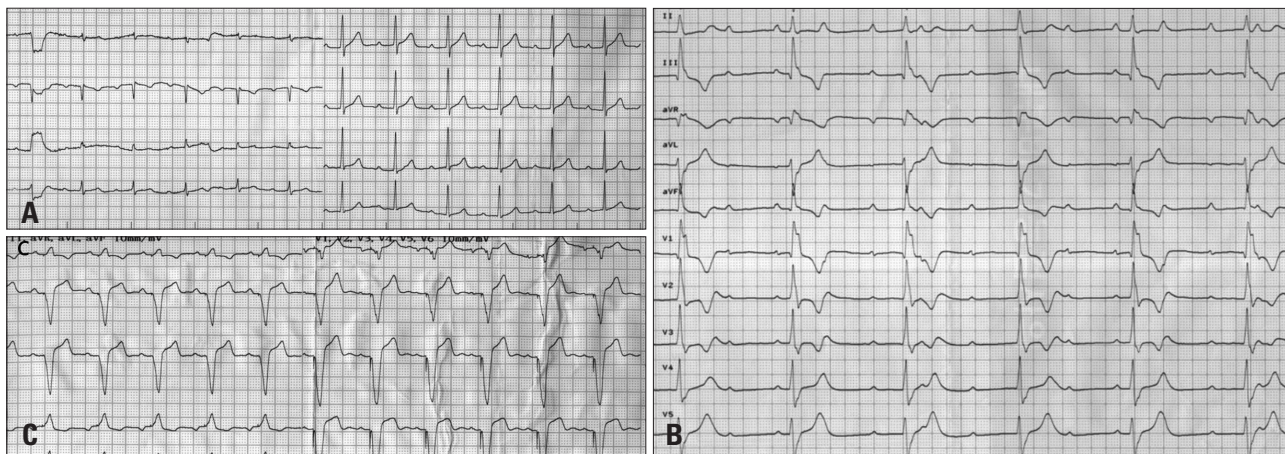 A
C
aVR, aVL, aVF 10mm/mV
V1, V2, V3, V4, V5, V6 10mm/mV
C
II
III
aVR
aVL
aVF
V1
V2
V3
V4
V5
B